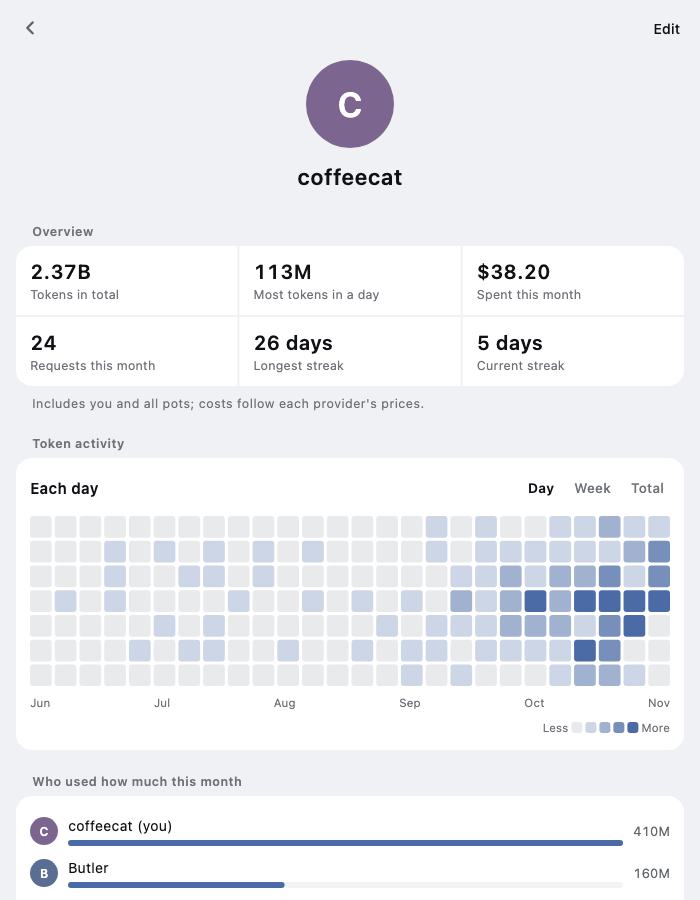 Edit
C
coffeecat
Overview
2.37B
Tokens in total
113M
Most tokens in a day
$38.20
Spent this month
24
Requests this month
26 days
Longest streak
5 days
Current streak
Includes you and all pots; costs follow each provider's prices.
Token activity
Each day
Day Week Total
Jun Jul Aug Sep Oct Nov
Less More
Who used how much this month
C coffeecat (you) 410M
B Butler 160M